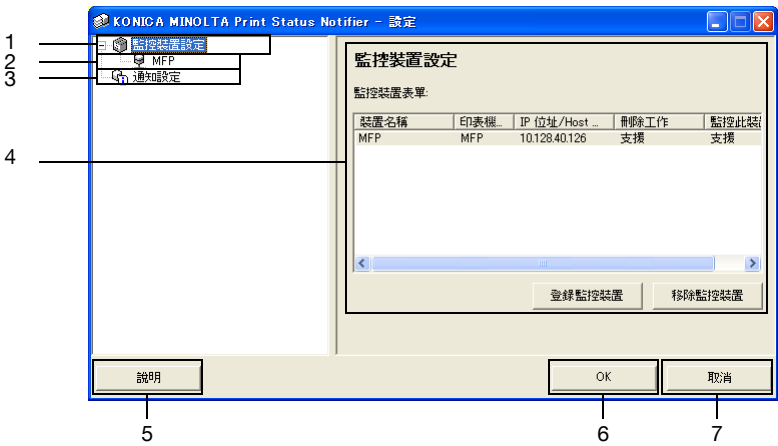 KONICA MINOLTA Print Status Notifier - 設定
1
監控裝置設定
2
MFP
3
通知設定
監控裝置設定
監控裝置表單:
裝置名稱 印表機... IP 位址/Host ... 刪除工作 監控此裝
MFP MFP 10.128.40.126 支援 支援
4
登錄監控裝置 移除監控裝置
說明 OK 取消
5 6 7